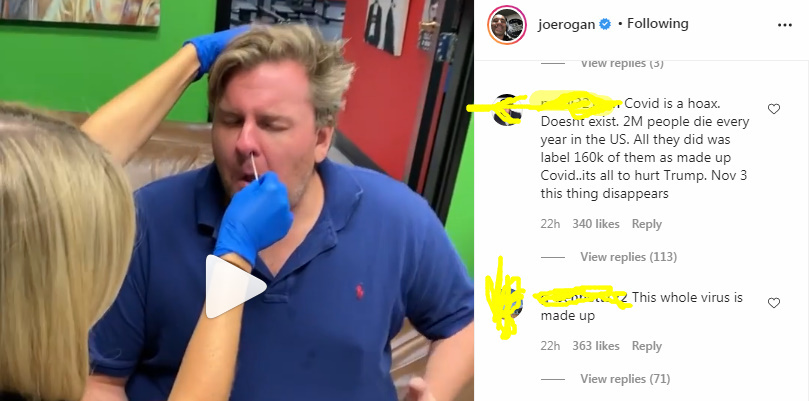 joerogan • Following
View replies (3)
Covid is a hoax.
Doesnt exist. 2M people die every
year in the US. All they did was
label 160k of them as made up
Covid..its all to hurt Trump. Nov 3
this thing disappears
22h 340 likes Reply
View replies (113)
This whole virus is
made up
22h 363 likes Reply
View replies (71)